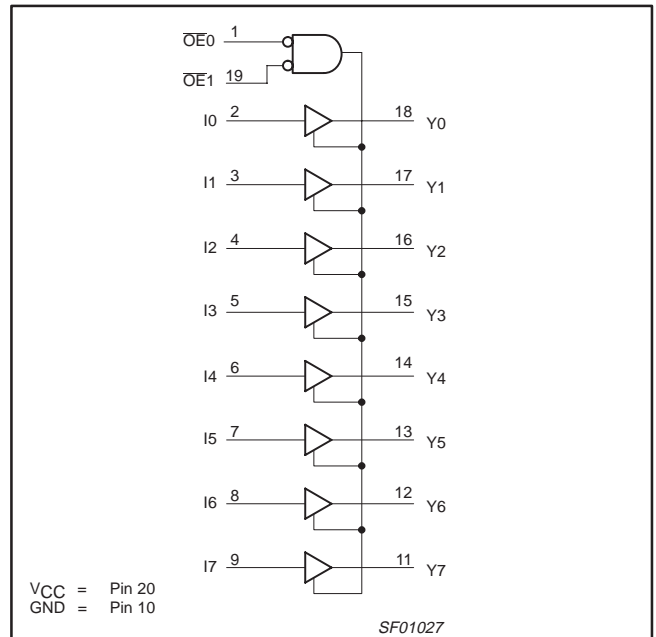 O̅E̅0 1
O̅E̅1 19
I0 2 18 Y0
I1 3 17 Y1
I2 4 16 Y2
I3 5 15 Y3
I4 6 14 Y4
I5 7 13 Y5
I6 8 12 Y6
I7 9 11 Y7
VCC = Pin 20
GND = Pin 10
SF01027